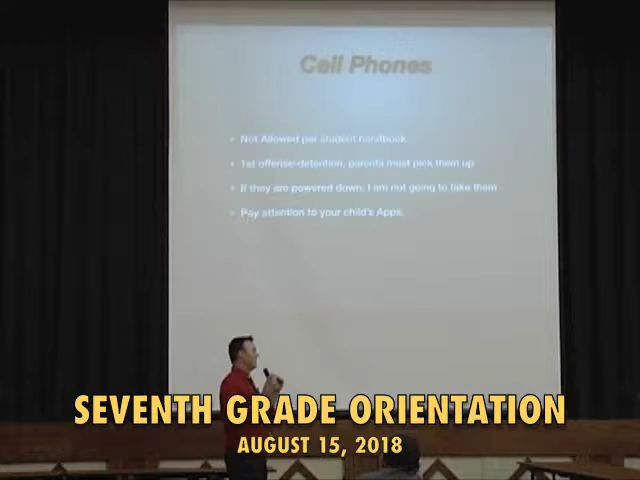 Cell Phones
• Not Allowed per student handbook.
• 1st offense-detention, parents must pick them up
• If they are powered down, I am not going to take them
• Pay attention to your child's Apps.
SEVENTH GRADE ORIENTATION
AUGUST 15, 2018